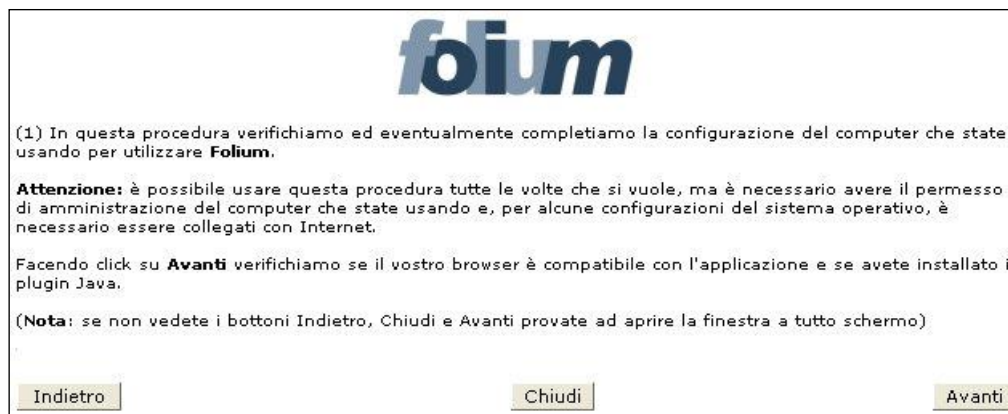 folium
(1) In questa procedura verifichiamo ed eventualmente completiamo la configurazione del computer che state
usando per utilizzare Folium.
Attenzione: è possibile usare questa procedura tutte le volte che si vuole, ma è necessario avere il permesso
di amministrazione del computer che state usando e, per alcune configurazioni del sistema operativo, è
necessario essere collegati con Internet.
Facendo click su Avanti verifichiamo se il vostro browser è compatibile con l'applicazione e se avete installato i
plugin Java.
(Nota: se non vedete i bottoni Indietro, Chiudi e Avanti provate ad aprire la finestra a tutto schermo)
Indietro Chiudi Avanti